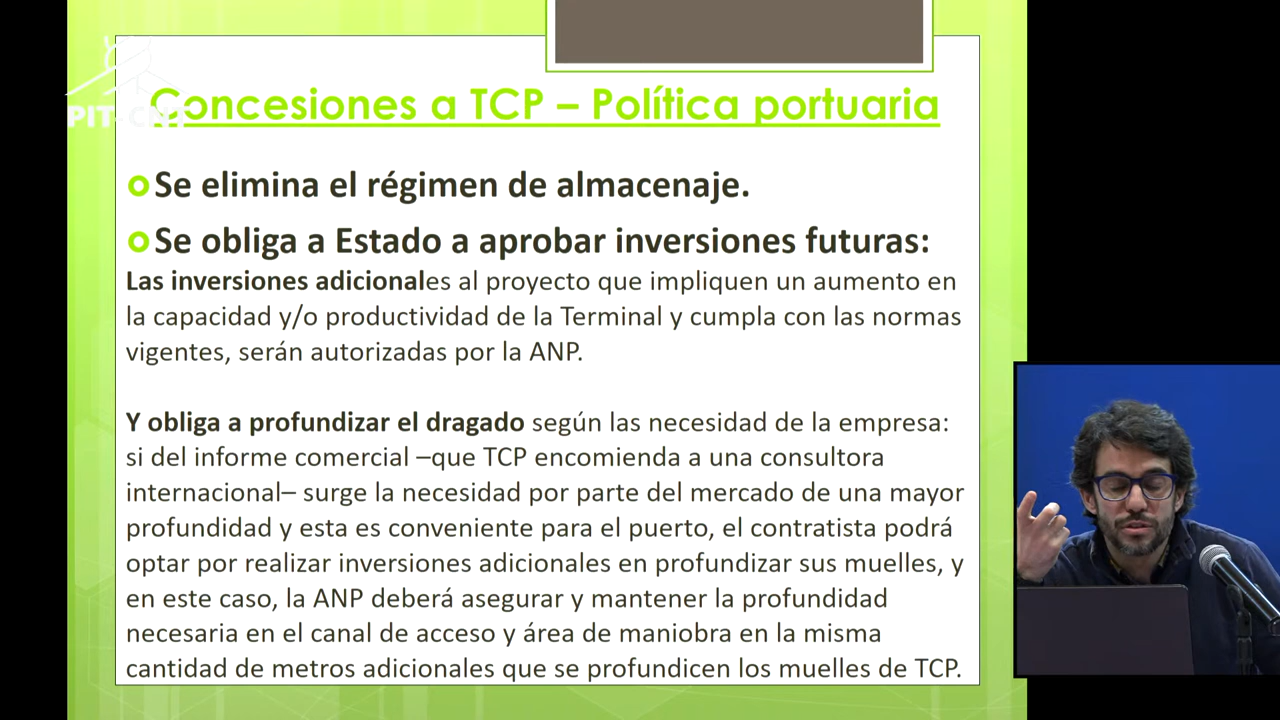 PIT-CNT
Concesiones a TCP – Política portuaria
Se elimina el régimen de almacenaje.
Se obliga a Estado a aprobar inversiones futuras:
Las inversiones adicionales al proyecto que impliquen un aumento en
la capacidad y/o productividad de la Terminal y cumpla con las normas
vigentes, serán autorizadas por la ANP.
Y obliga a profundizar el dragado según las necesidad de la empresa:
si del informe comercial –que TCP encomienda a una consultora
internacional– surge la necesidad por parte del mercado de una mayor
profundidad y esta es conveniente para el puerto, el contratista podrá
optar por realizar inversiones adicionales en profundizar sus muelles, y
en este caso, la ANP deberá asegurar y mantener la profundidad
necesaria en el canal de acceso y área de maniobra en la misma
cantidad de metros adicionales que se profundicen los muelles de TCP.